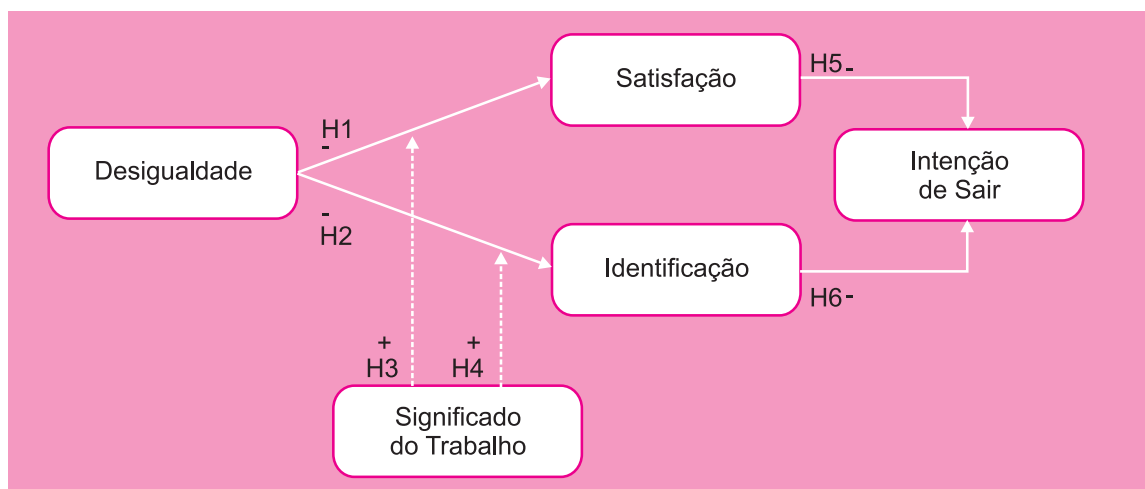 Satisfação
H5-
H1
-
Desigualdade
Intenção
de Sair
-
H2
Identificação
H6-
+
H3
+
H4
Significado
do Trabalho